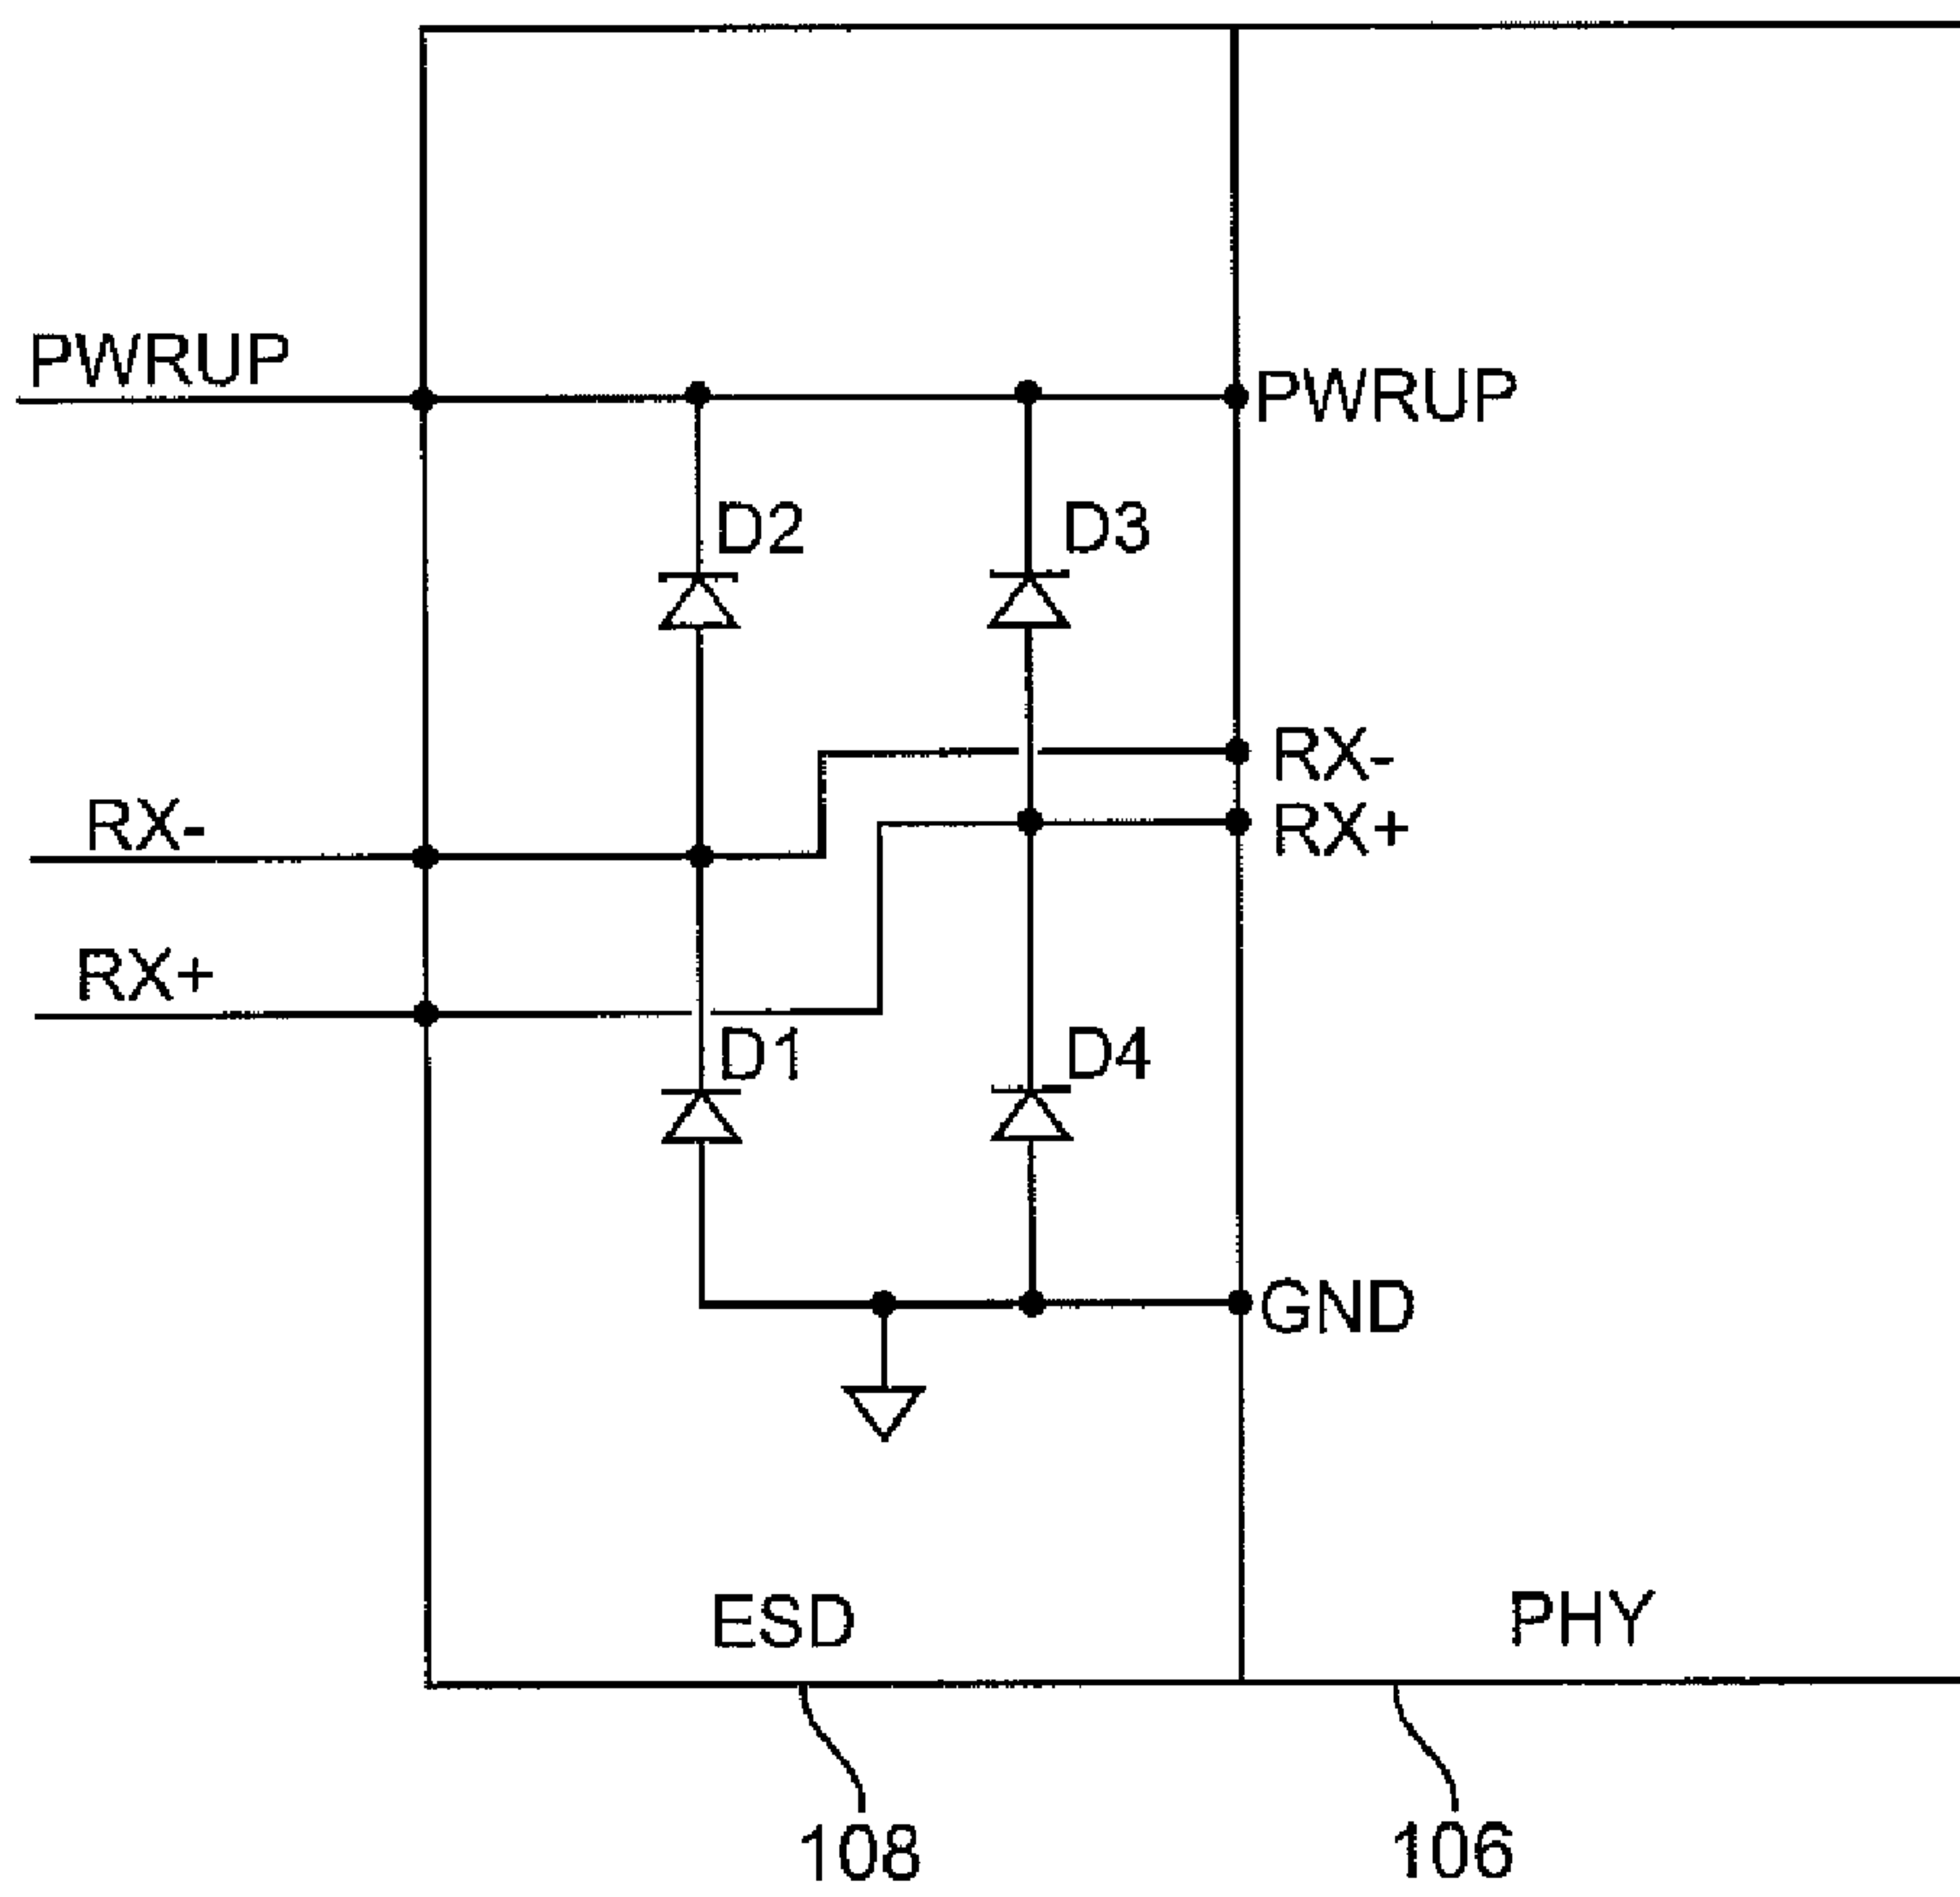 PWRUP
PWRUP
D2
D3
RX-
RX+
RX-
RX+
D1
D4
GND
ESD
PHY
108
106